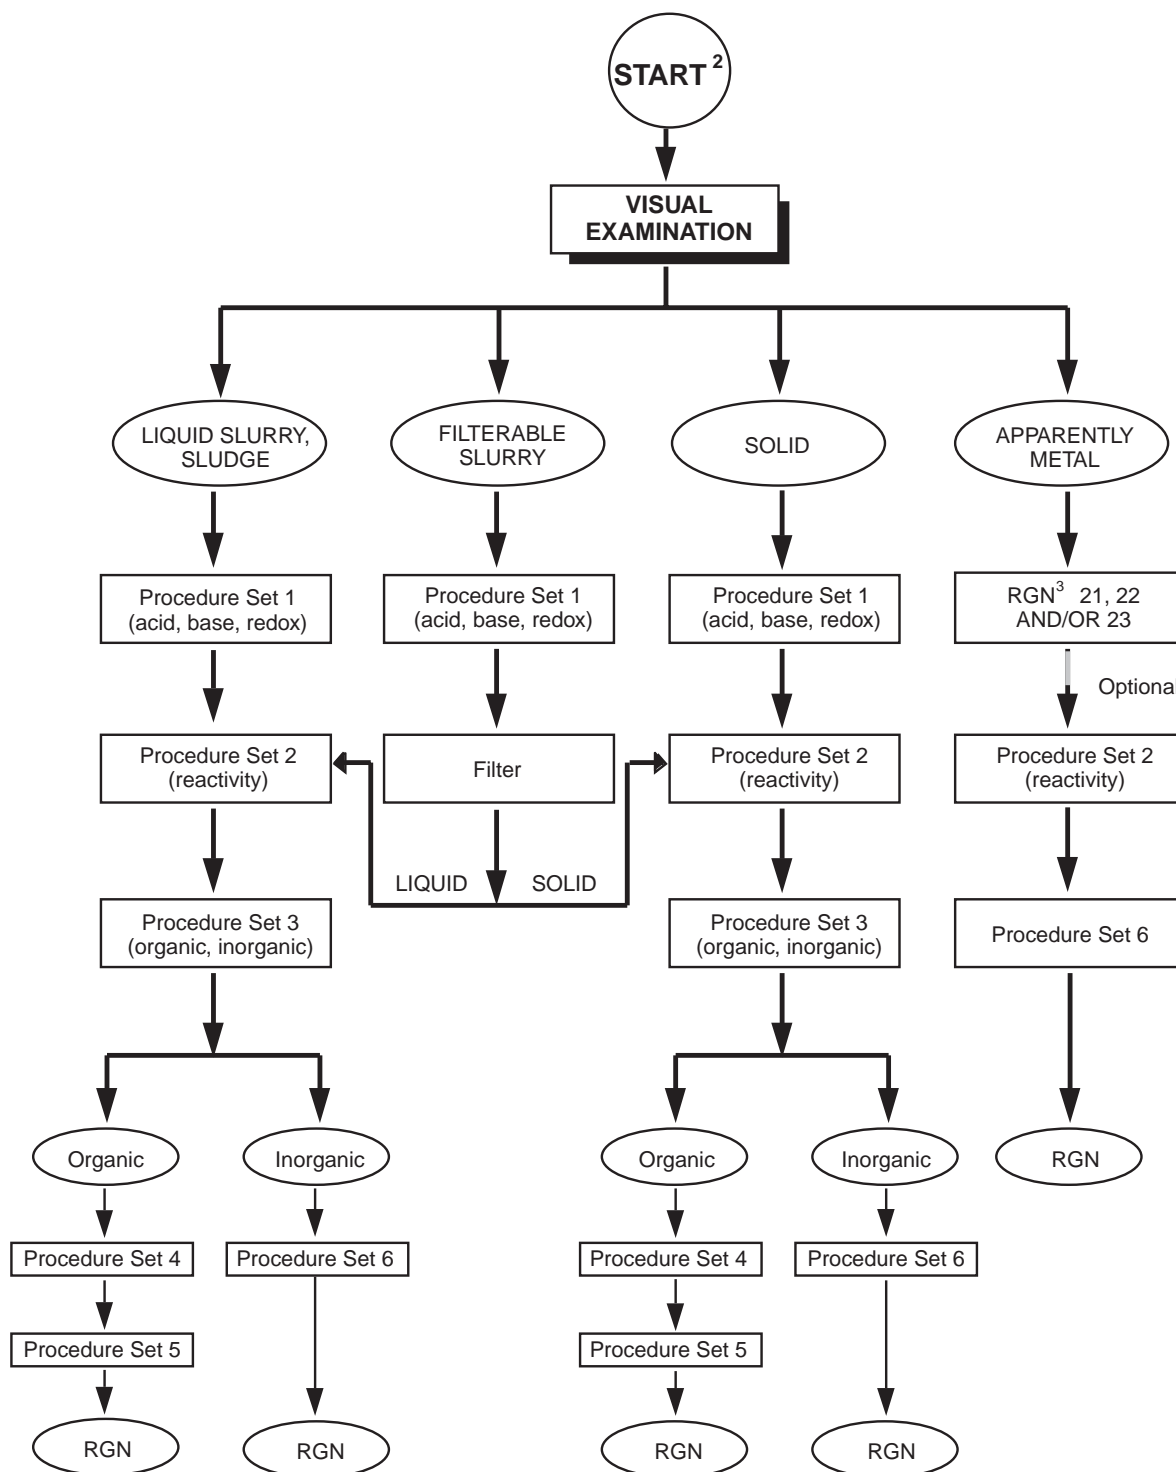 START 2
VISUAL
EXAMINATION
LIQUID SLURRY,
SLUDGE
FILTERABLE
SLURRY
SOLID
APPARENTLY
METAL
Procedure Set 1
(acid, base, redox)
Procedure Set 1
(acid, base, redox)
Procedure Set 1
(acid, base, redox)
RGN3 21, 22
AND/OR 23
Optional
Procedure Set 2
(reactivity)
Filter
Procedure Set 2
(reactivity)
Procedure Set 2
(reactivity)
LIQUID
SOLID
Procedure Set 3
(organic, inorganic)
Procedure Set 3
(organic, inorganic)
Procedure Set 6
Organic
Inorganic
Organic
Inorganic
RGN
Procedure Set 4
Procedure Set 6
Procedure Set 4
Procedure Set 6
Procedure Set 5
Procedure Set 5
RGN
RGN
RGN
RGN